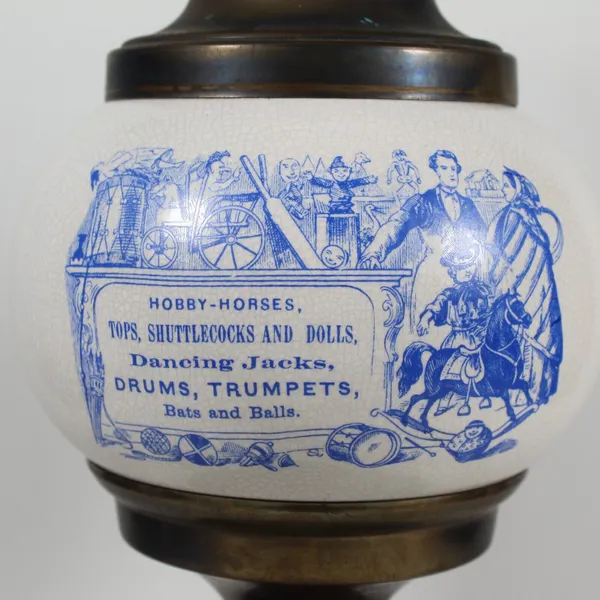 HOBBY-HORSES,
TOPS, SHUTTLECOCKS AND DOLLS,
Dancing Jacks,
DRUMS, TRUMPETS,
Bats and Balls.